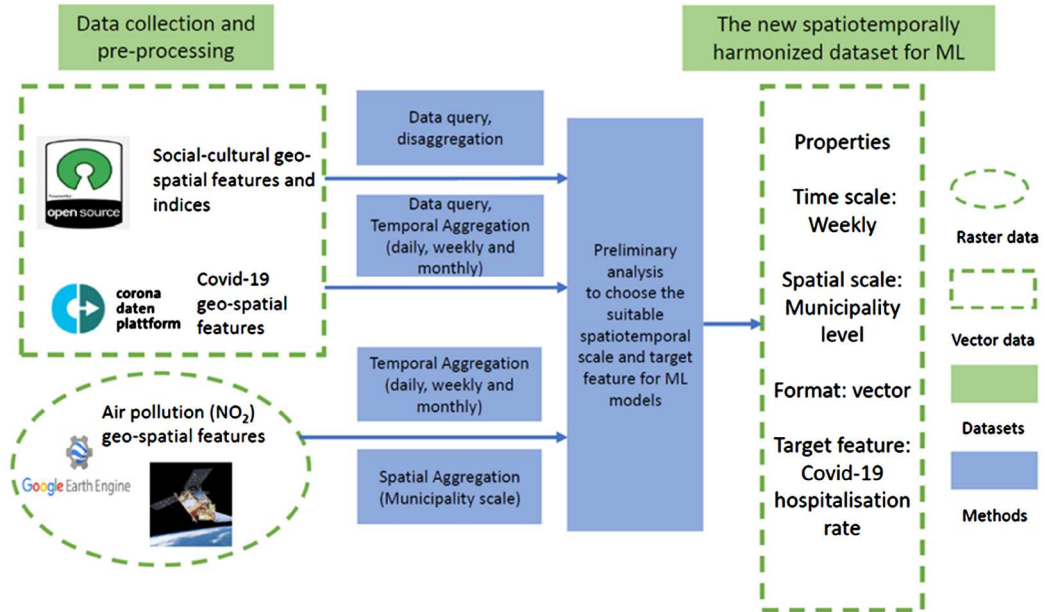 Data collection and
pre-processing
The new spatiotemporally
harmonized dataset for ML
open source
Social-cultural geo-
spatial features and
indices
corona
daten
plattform
Covid-19
geo-spatial
features
Air pollution (NO₂)
geo-spatial features
Google Earth Engine
Data query,
disaggregation
Data query,
Temporal Aggregation
(daily, weekly and
monthly)
Temporal Aggregation
(daily, weekly and
monthly)
Spatial Aggregation
(Municipality scale)
Preliminary
analysis
to choose the
suitable
spatiotemporal
scale and target
feature for ML
models
Properties
Time scale:
Weekly
Spatial scale:
Municipality
level
Format: vector
Target feature:
Covid-19
hospitalisation
rate
Raster data
Vector data
Datasets
Methods